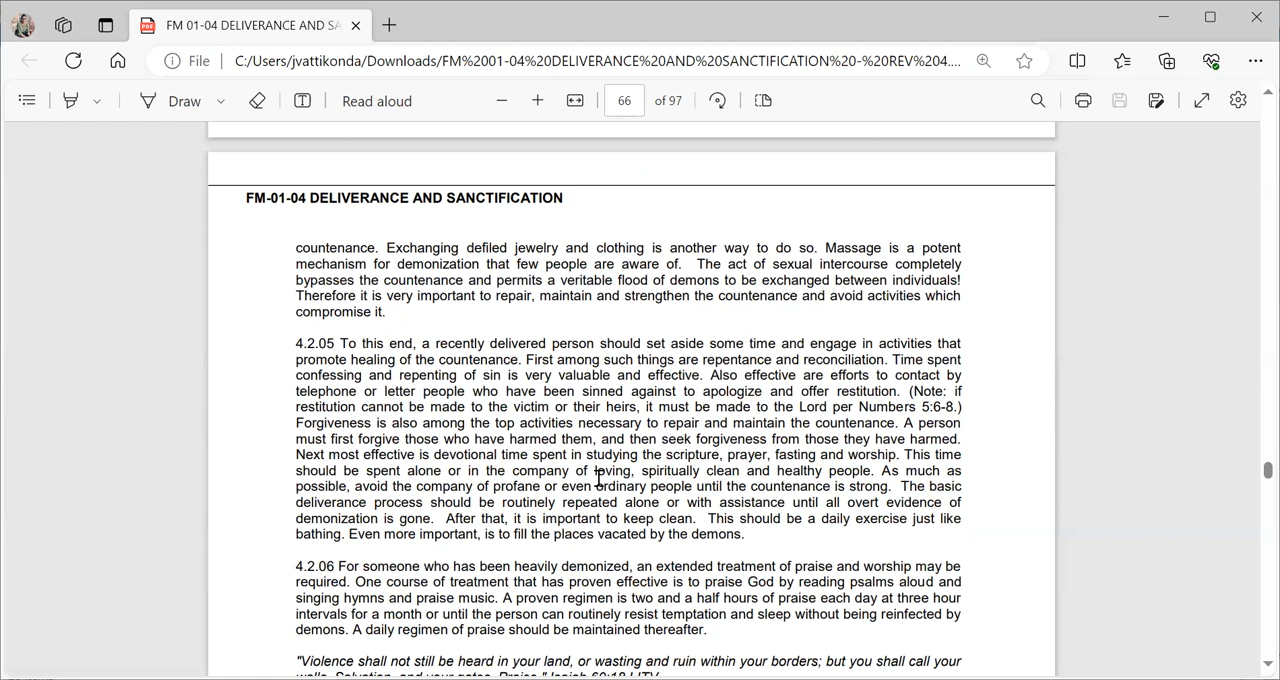 FM 01-04 DELIVERANCE AND SA
File
C:/Users/jvattikonda/Downloads/FM%2001-04%20DELIVERANCE%20AND%20SANCTIFICATION%20-%20REV%204....
Draw
Read aloud
66
of 97
FM-01-04 DELIVERANCE AND SANCTIFICATION
countenance. Exchanging defiled jewelry and clothing is another way to do so. Massage is a potent
mechanism for demonization that few people are aware of. The act of sexual intercourse completely
bypasses the countenance and permits a veritable flood of demons to be exchanged between individuals!
Therefore it is very important to repair, maintain and strengthen the countenance and avoid activities which
compromise it.
4.2.05 To this end, a recently delivered person should set aside some time and engage in activities that
promote healing of the countenance. First among such things are repentance and reconciliation. Time spent
confessing and repenting of sin is very valuable and effective. Also effective are efforts to contact by
telephone or letter people who have been sinned against to apologize and offer restitution. (Note: if
restitution cannot be made to the victim or their heirs, it must be made to the Lord per Numbers 5:6-8.)
Forgiveness is also among the top activities necessary to repair and maintain the countenance. A person
must first forgive those who have harmed them, and then seek forgiveness from those they have harmed.
Next most effective is devotional time spent in studying the scripture, prayer, fasting and worship. This time
should be spent alone or in the company of loving, spiritually clean and healthy people. As much as
possible, avoid the company of profane or even ordinary people until the countenance is strong. The basic
deliverance process should be routinely repeated alone or with assistance until all overt evidence of
demonization is gone. After that, it is important to keep clean. This should be a daily exercise just like
bathing. Even more important, is to fill the places vacated by the demons.
4.2.06 For someone who has been heavily demonized, an extended treatment of praise and worship may be
required. One course of treatment that has proven effective is to praise God by reading psalms aloud and
singing hymns and praise music. A proven regimen is two and a half hours of praise each day at three hour
intervals for a month or until the person can routinely resist temptation and sleep without being reinfected by
demons. A daily regimen of praise should be maintained thereafter.
"Violence shall not still be heard in your land, or wasting and ruin within your borders; but you shall call your
walls, Salvation, and your gates, Praise." Isaiah 60:18 LITV